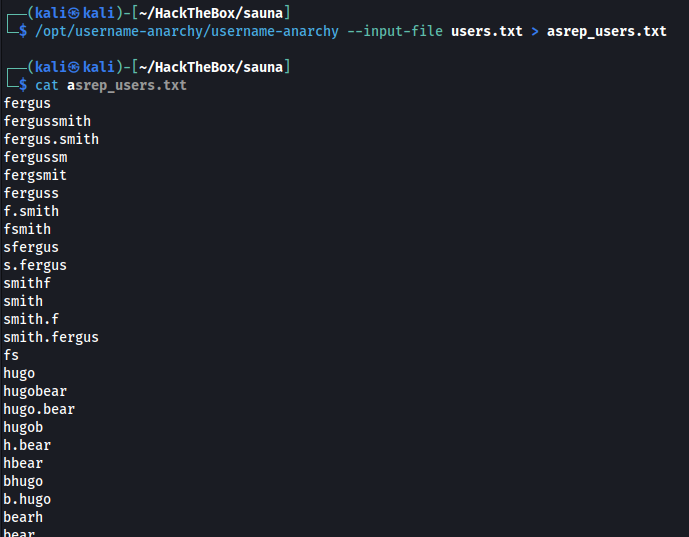 ┌──(kali㉿kali)-[~/HackTheBox/sauna]
└─$ /opt/username-anarchy/username-anarchy --input-file users.txt > asrep_users.txt
┌──(kali㉿kali)-[~/HackTheBox/sauna]
└─$ cat asrep_users.txt
fergus
fergussmith
fergus.smith
fergussm
fergsmit
ferguss
f.smith
fsmith
sfergus
s.fergus
smithf
smith
smith.f
smith.fergus
fs
hugo
hugobear
hugo.bear
hugob
h.bear
hbear
bhugo
b.hugo
bearh
bear